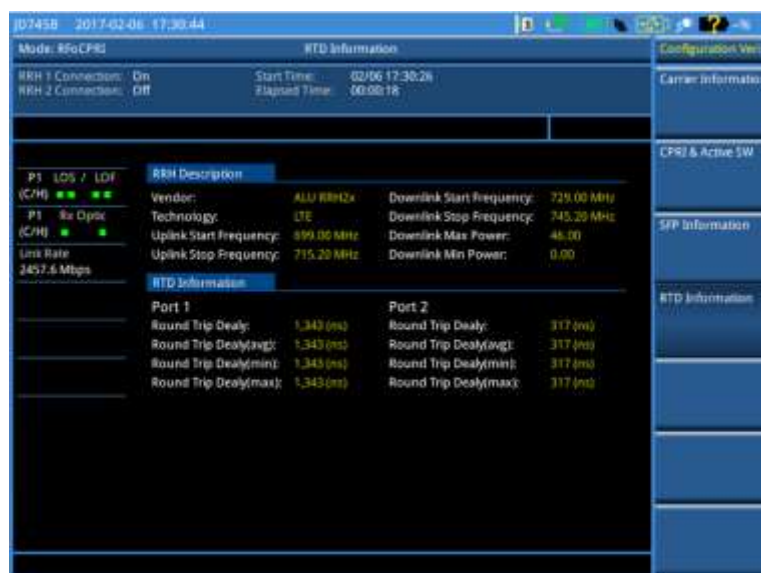 JD745B 2017-02-06 17:30:44
Mode: RFoCPRI RTD Information Configuration Veri
RRH 1 Connection: On Start Time: 02/06 17:30:26
RRH 2 Connection: Off Elapsed Time: 00:00:18
Carrier Informatio
CPRI & Active SW
SFP Information
RTD Information
P1 LOS / LOF
(C/H)
P1 Rx Optic
(C/H)
Link Rate
2457.6 Mbps
RRH Description
Vendor: ALU RRH2x Downlink Start Frequency: 729.00 MHz
Technology: LTE Downlink Stop Frequency: 745.20 MHz
Uplink Start Frequency: 699.00 MHz Downlink Max Power: 46.00
Uplink Stop Frequency: 715.20 MHz Downlink Min Power: 0.00
RTD Information
Port 1 Port 2
Round Trip Dealy: 1,343 (ns) Round Trip Dealy: 317 (ns)
Round Trip Dealy(avg): 1,343 (ns) Round Trip Dealy(avg): 317 (ns)
Round Trip Dealy(min): 1,343 (ns) Round Trip Dealy(min): 317 (ns)
Round Trip Dealy(max): 1,343 (ns) Round Trip Dealy(max): 317 (ns)